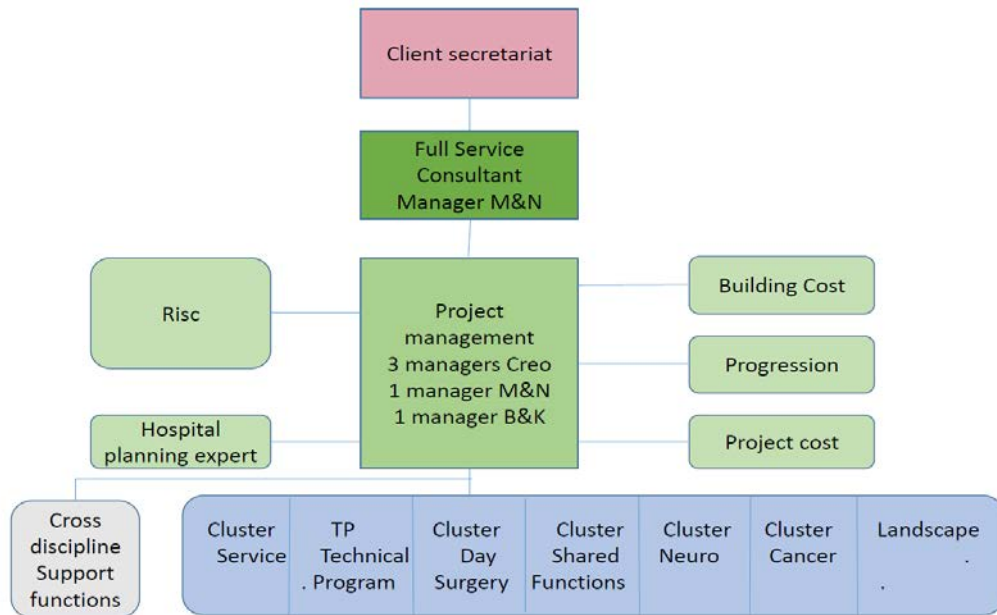 Client secretariat
Full Service
Consultant
Manager M&N
Risc
Project
management
3 managers Creo
1 manager M&N
1 manager B&K
Building Cost
Progression
Hospital
planning expert
Project cost
Cross
discipline
Support
functions
Cluster
Service
TP
Technical
. Program
Cluster
Day
Surgery
Cluster
Shared
Functions
Cluster
Neuro
Cluster
Cancer
Landscape
.
.